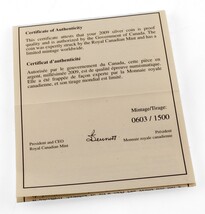 Certificate of Authenticity
This certificate attests that your 2009 silver coin is proof
quality and is authorized by the Government of Canada. The
coin was expertly struck by the Royal Canadian Mint and has a
limited mintage worldwide.
Certificat d'authenticité
Autorisée par le gouvernement du Canada, cette pièce en
argent, millésimée 2009, est de qualité épreuve numismatique.
Elle a été frappée de façon experte par la Monnaie royale
canadienne, et son tirage mondial est limité.
Mintage/Tirage:
0603 / 1500
President and CEO
Royal Canadian Mint
Président
Monnaie royale canadienne